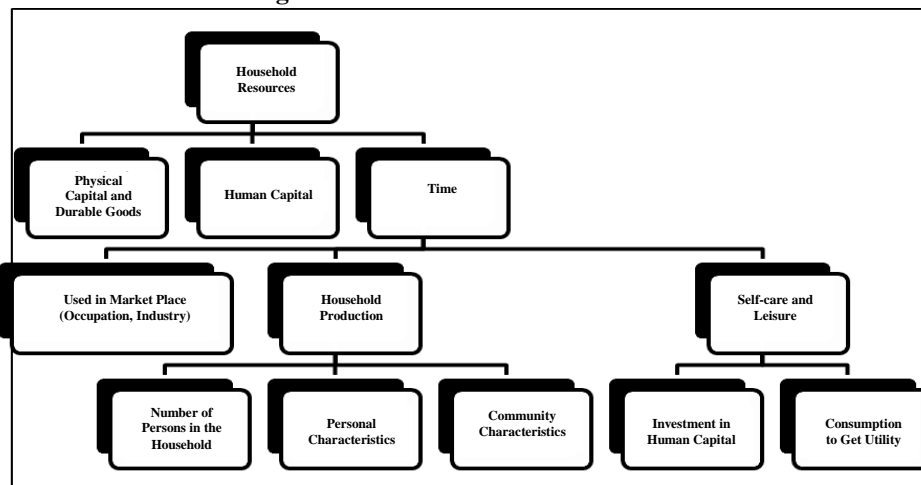 Household
Resources
Physical
Capital and
Durable Goods
Human Capital
Time
Used in Market Place
(Occupation, Industry)
Household
Production
Self-care and
Leisure
Number of
Persons in the
Household
Personal
Characteristics
Community
Characteristics
Investment in
Human Capital
Consumption
to Get Utility